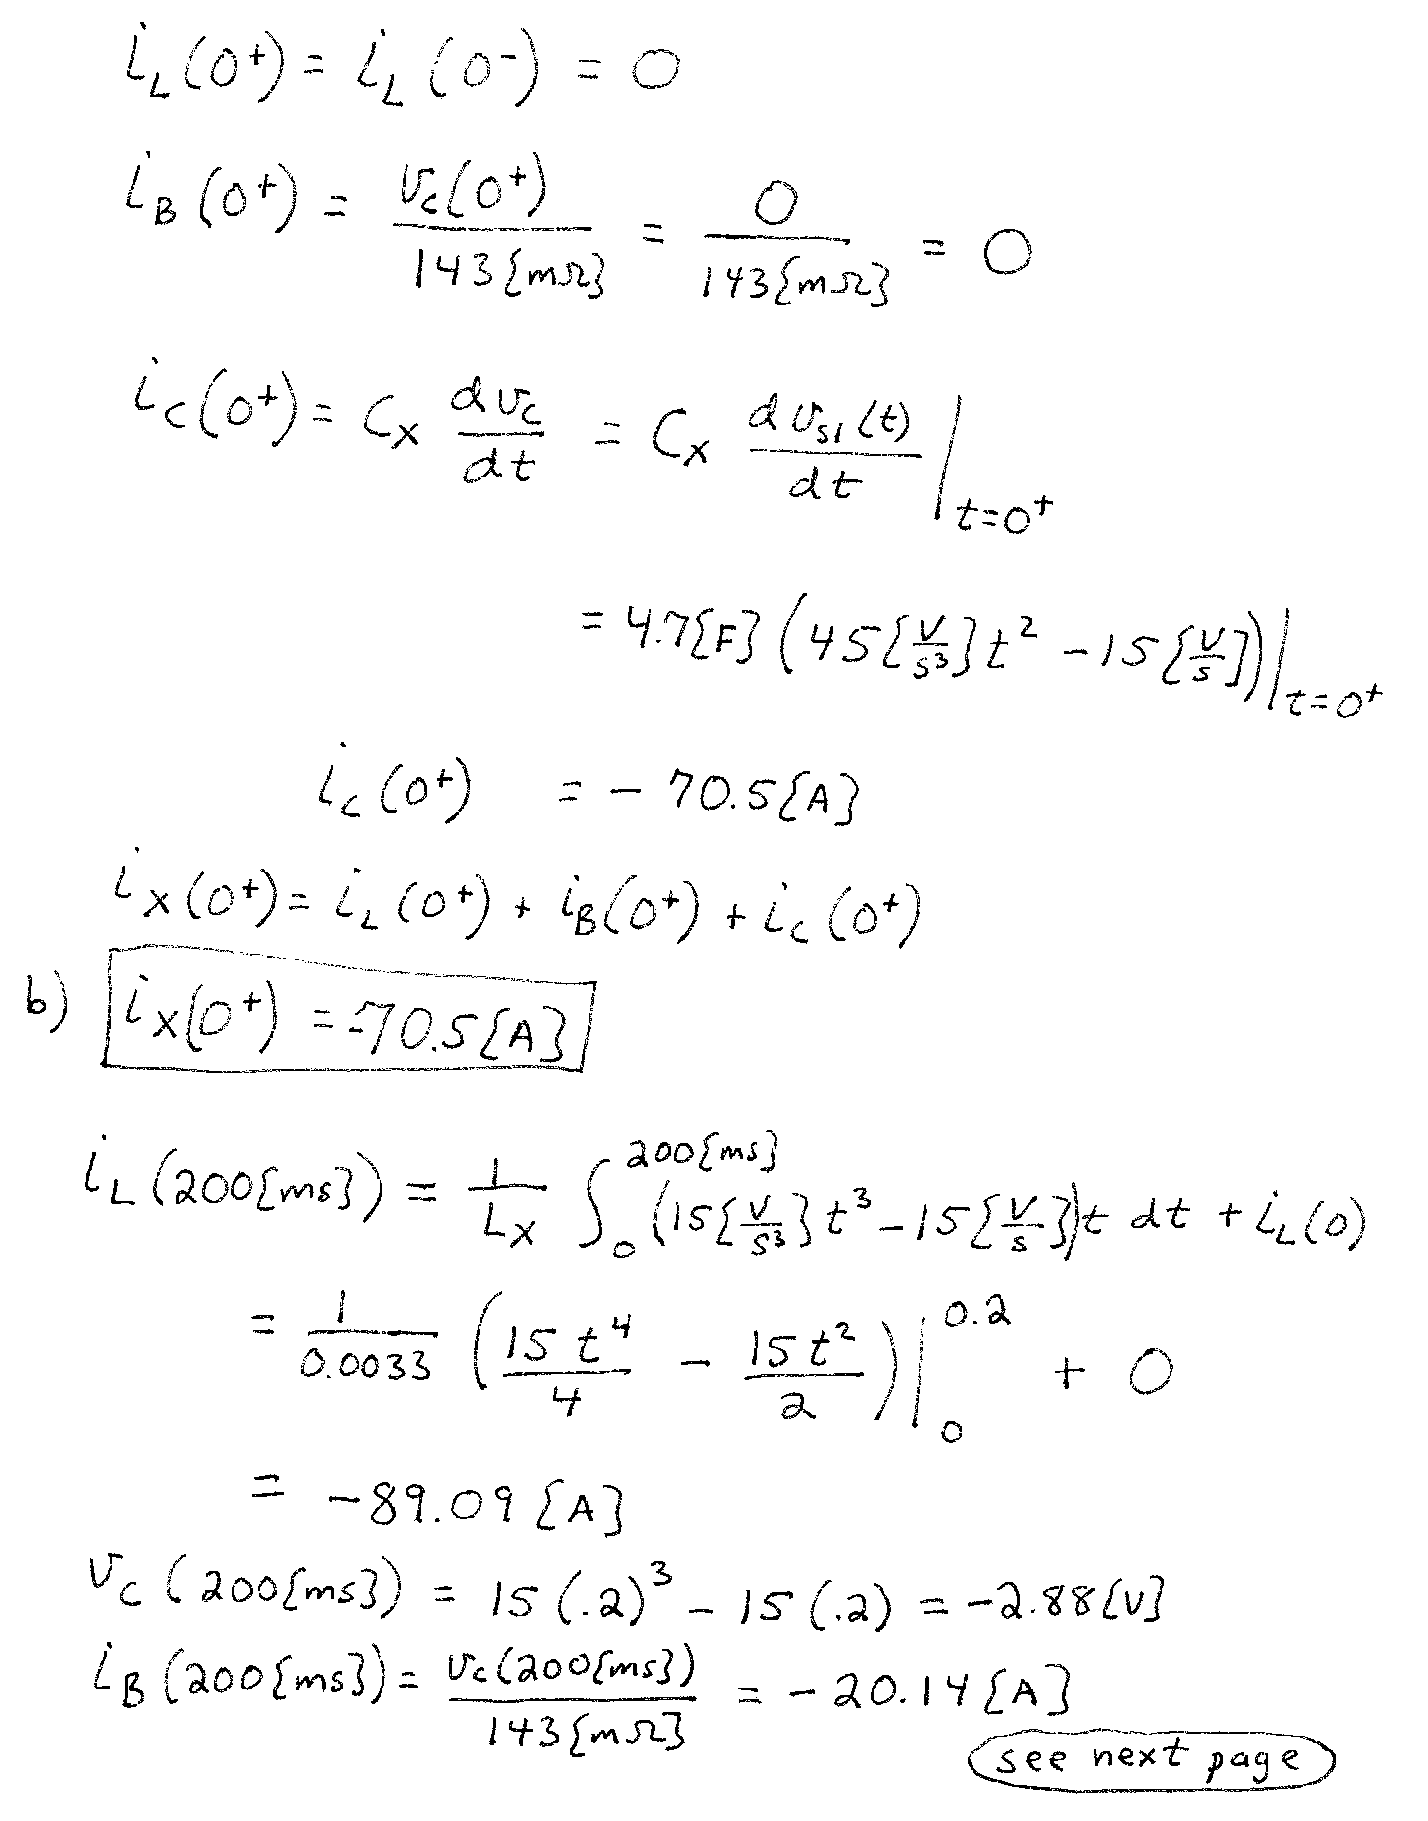 i_L(0⁺) = i_L(0⁻) = 0
i_B(0⁺) = v_C(0⁺) / 143{mΩ} = 0 / 143{mΩ} = 0
i_C(0⁺) = C_X dv_C/dt = C_X dv_S1(t)/dt |_t=0⁺
= 4.7{F} (45{V/s³}t² - 15{V/s}) |_t=0⁺
i_C(0⁺) = -70.5{A}
i_X(0⁺) = i_L(0⁺) + i_B(0⁺) + i_C(0⁺)
b) i_X(0⁺) = -70.5{A}
i_L(200{ms}) = 1/L_X ∫_0^200{ms} (15{V/s³}t³ - 15{V/s})t dt + i_L(0)
= 1/0.0033 (15t⁴/4 - 15t²/2) |_0^0.2 + 0
= -89.09{A}
v_C(200{ms}) = 15(.2)³ - 15(.2) = -2.88{V}
i_B(200{ms}) = v_C(200{ms}) / 143{mΩ} = -20.14{A}
see next page